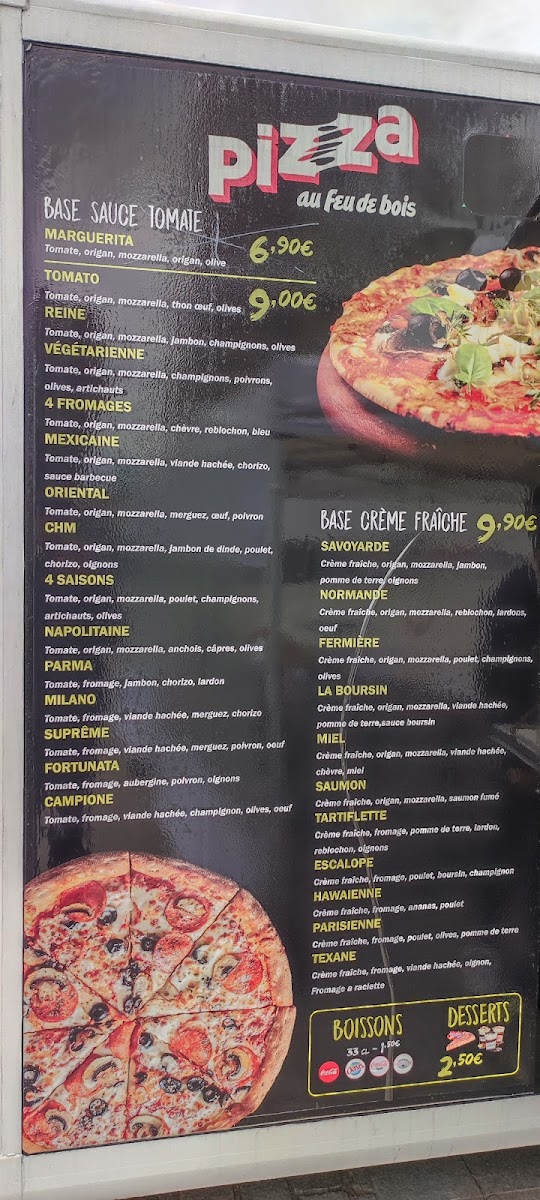 pizza
au feu de bois
BASE SAUCE TOMATE
MARGUERITA
Tomate, origan, mozzarella, origan, olive
6,90€
TOMATO
Tomate, origan, mozzarella, thon œuf, olives
9,00€
REINE
Tomate, origan, mozzarella, jambon, champignons, olives
VÉGÉTARIENNE
Tomate, origan, mozzarella, champignons, poivrons,
olives, artichauts
4 FROMAGES
Tomate, origan, mozzarella, chèvre, reblochon, bleu
MEXICAINE
Tomate, origan, mozzarella, viande hachée, chorizo,
sauce barbecue
ORIENTAL
Tomate, origan, mozzarella, merguez, œuf, poivron
CHM
Tomate, origan, mozzarella, jambon de dinde, poulet,
chorizo, oignons
4 SAISONS
Tomate, origan, mozzarella, poulet, champignons,
artichauts, olives
NAPOLITAINE
Tomate, origan, mozzarella, anchois, câpres, olives
PARMA
Tomate, fromage, jambon, chorizo, lardon
MILANO
Tomate, fromage, viande hachée, merguez, chorizo
SUPRÊME
Tomate, fromage, viande hachée, merguez, poivron, oeuf
FORTUNATA
Tomate, fromage, aubergine, poivron, oignons
CAMPIONE
Tomate, fromage, viande hachée, champignon, olives, oeuf
BASE CRÈME FRAÎCHE 9,90€
SAVOYARDE
Crème fraîche, origan, mozzarella, jambon,
pomme de terre, oignons
NORMANDE
Crème fraîche, origan, mozzarella, reblochon, lardons,
oeuf
FERMIÈRE
Crème fraîche, origan, mozzarella, poulet, champignons,
olives
LA BOURSIN
Crème fraîche, origan, mozzarella, viande hachée,
pomme de terre,sauce boursin
MIEL
Crème fraîche, origan, mozzarella, viande hachée,
chèvre, miel
SAUMON
Crème fraîche, origan, mozzarella, saumon fumé
TARTIFLETTE
Crème fraîche, fromage, pomme de terre, lardon,
reblochon, oignons
ESCALOPE
Crème fraîche, fromage, poulet, boursin, champignon
HAWAIENNE
Crème fraîche, fromage, ananas, poulet
PARISIENNE
Crème fraîche, fromage, poulet, olives, pomme de terre
TEXANE
Crème fraîche, fromage, viande hachée, oignon,
Fromage a raclette
BOISSONS
33 CL - 1,50€
Coca-Cola
DESSERTS
2,50€